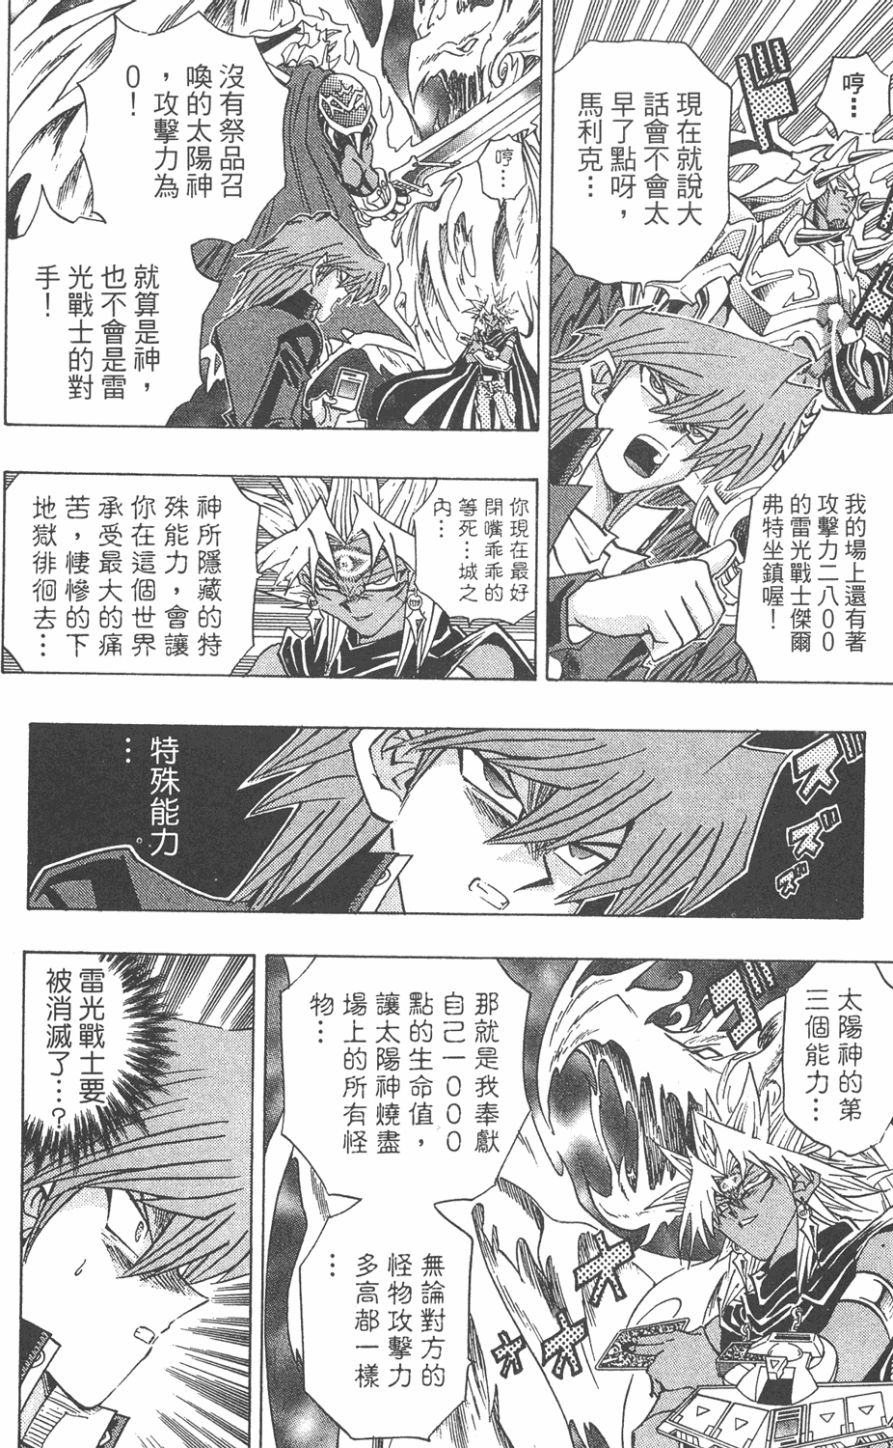 哼…
現在就說大
話會不會太
早了點呀，
馬利克…
我的場上還有著
攻擊力二八00
的雷光戰士傑爾
弗特坐鎮喔！
哼…
沒有祭品召
喚的太陽神
，攻擊力為
0！
就算是神，
也不會是雷
光戰士的對
手！
你現在最好
閉嘴乖乖的
等死…城之
內…
神所隱藏的特
殊能力，會讓
你在這個世界
承受最大的痛
苦，悽慘的下
地獄徘徊去…
特殊能力
…
太陽神的第
三個能力…
那就是我奉獻
自己一000
點的生命值，
讓太陽神燒盡
場上的所有怪
物…
無論對方的
怪物攻擊力
多高都一樣
…
雷光戰士要
被消滅了…？